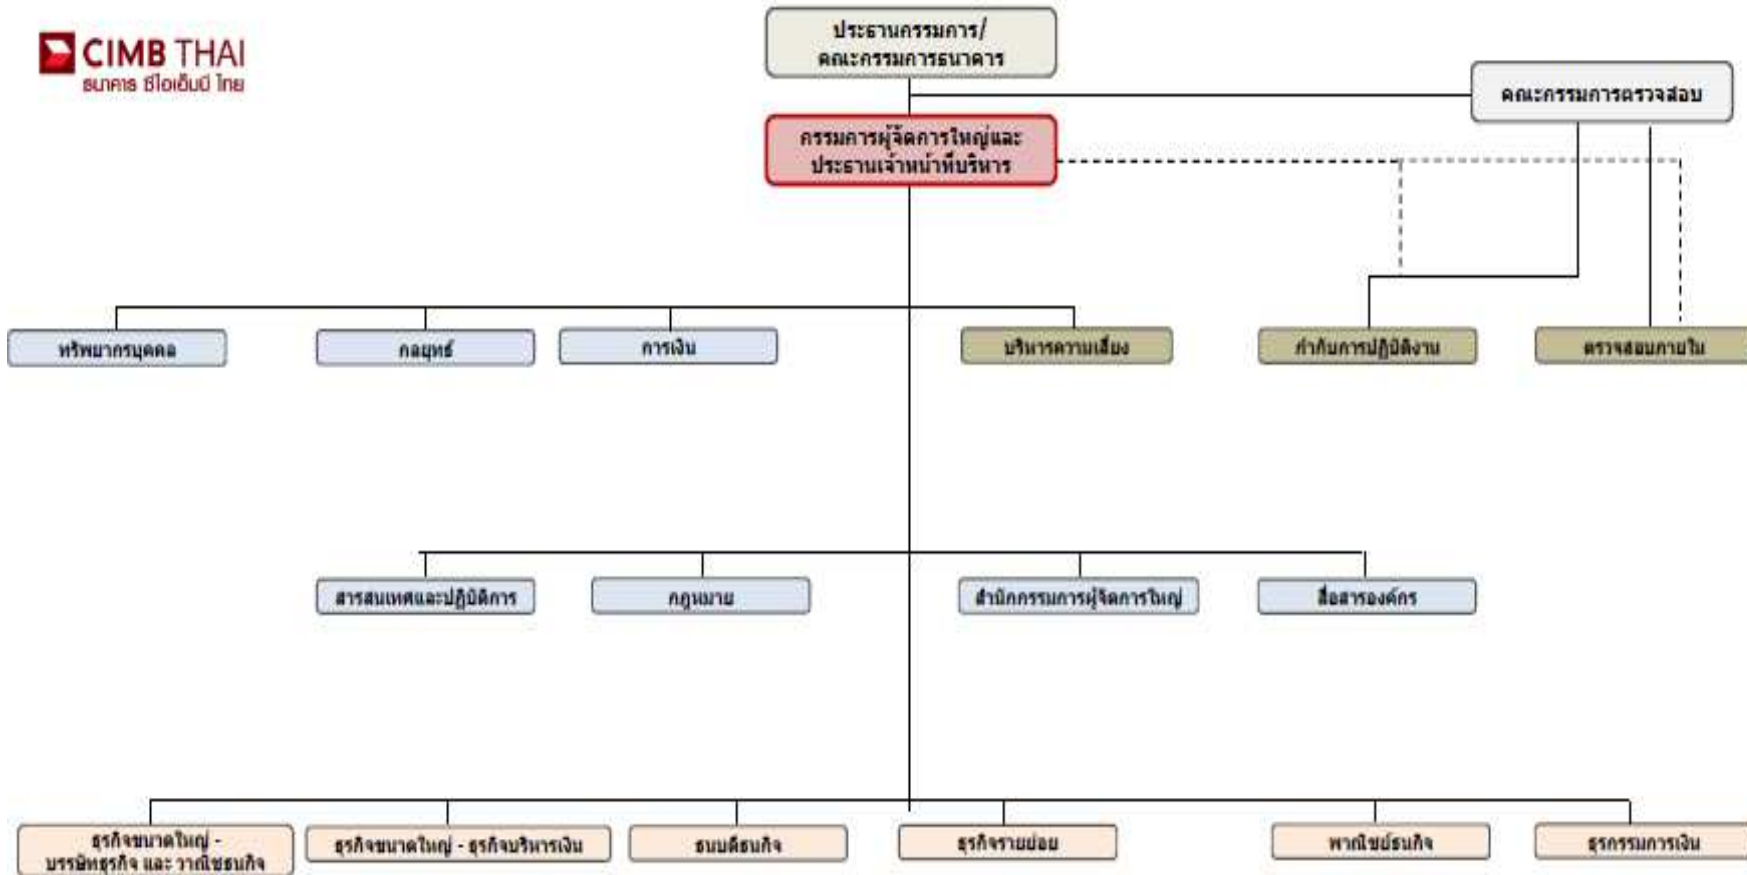 CIMB THAI
ธนาคาร ซีไอเอ็มบี ไทย
ประธานกรรมการ/
คณะกรรมการธนาคาร
คณะกรรมการตรวจสอบ
กรรมการผู้จัดการใหญ่และ
ประธานเจ้าหน้าที่บริหาร
ทรัพยากรบุคคล
กลยุทธ์
การเงิน
บริหารความเสี่ยง
กำกับการปฏิบัติงาน
ตรวจสอบภายใน
สารสนเทศและปฏิบัติการ
กฎหมาย
สำนักกรรมการผู้จัดการใหญ่
สื่อสารองค์กร
ธุรกิจขนาดใหญ่ -
บรรษัทธุรกิจ และ วาณิชธนกิจ
ธุรกิจขนาดใหญ่ - ธุรกิจบริหารเงิน
ธนบดีธนกิจ
ธุรกิจรายย่อย
พาณิชย์ธนกิจ
ธุรกรรมการเงิน